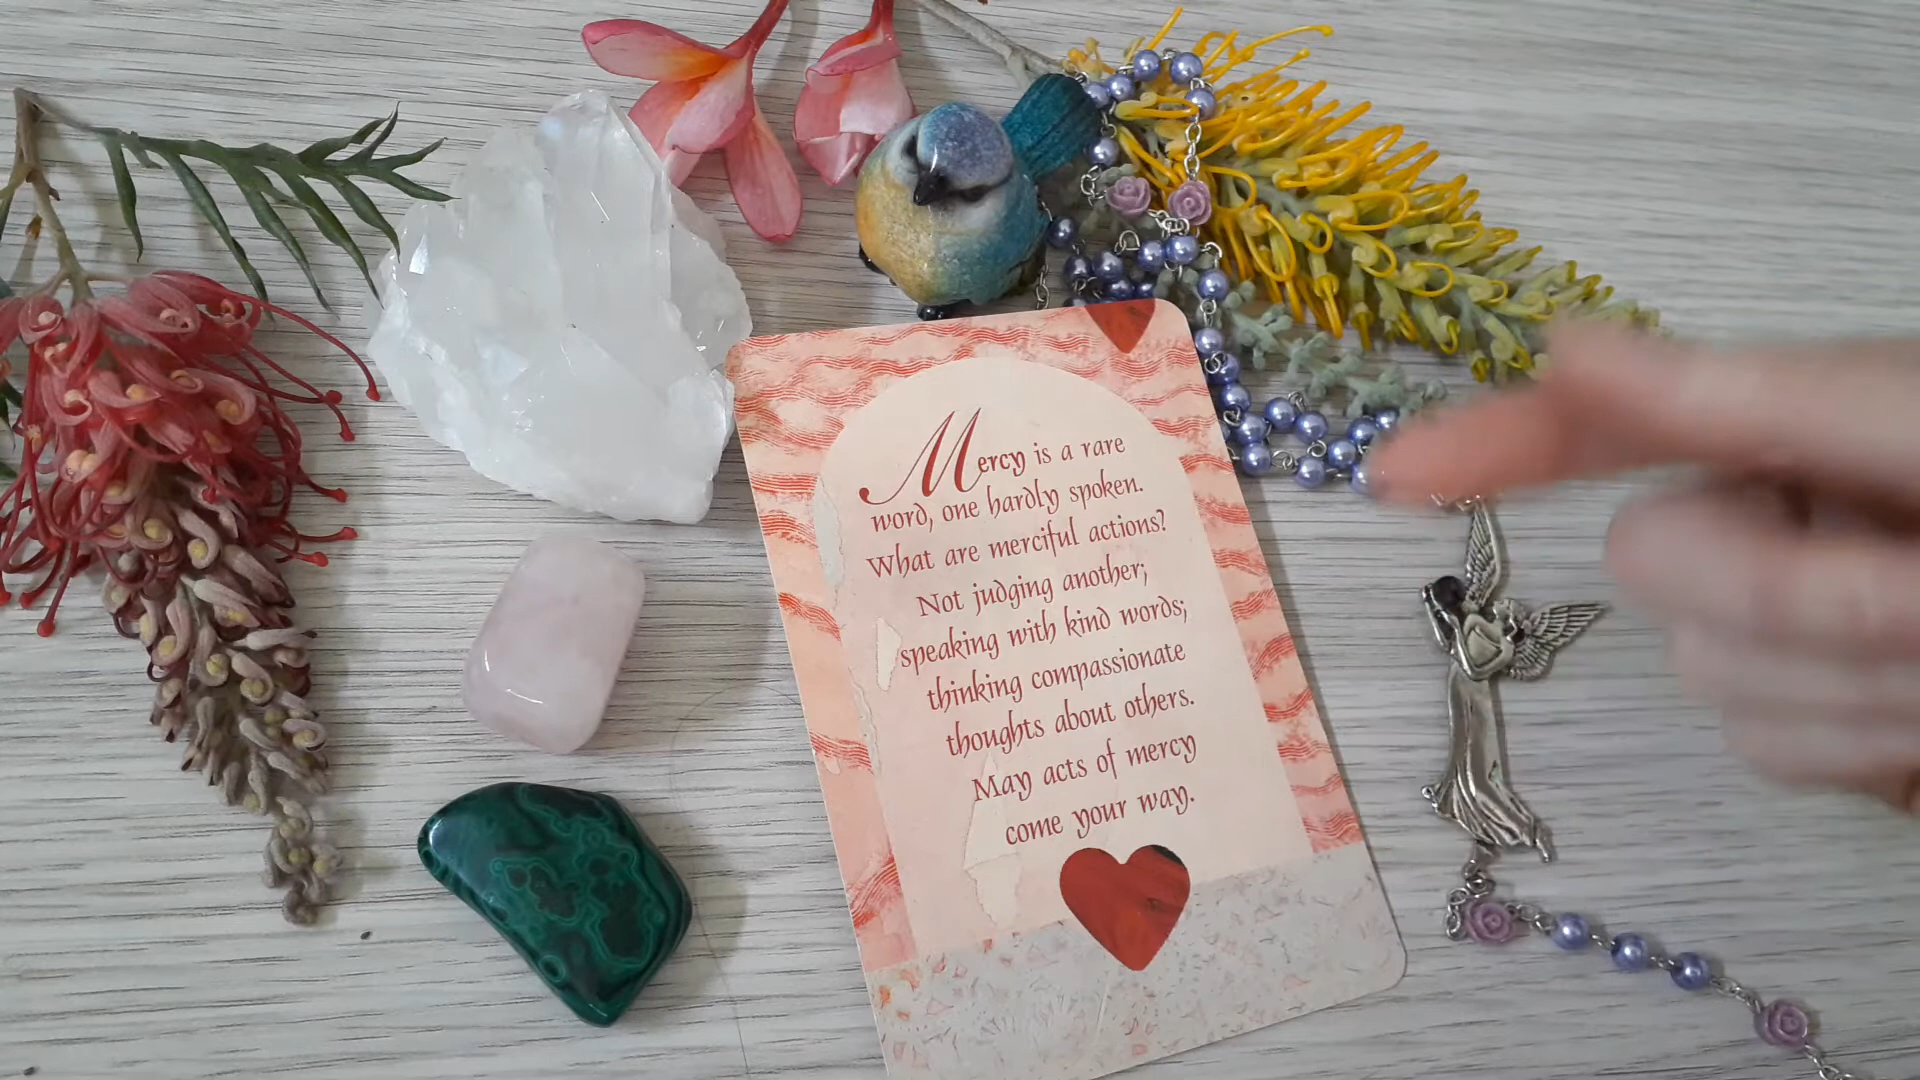 Mercy is a rare
word, one hardly spoken.
What are merciful actions?
Not judging another;
speaking with kind words;
thinking compassionate
thoughts about others.
May acts of mercy
come your way.